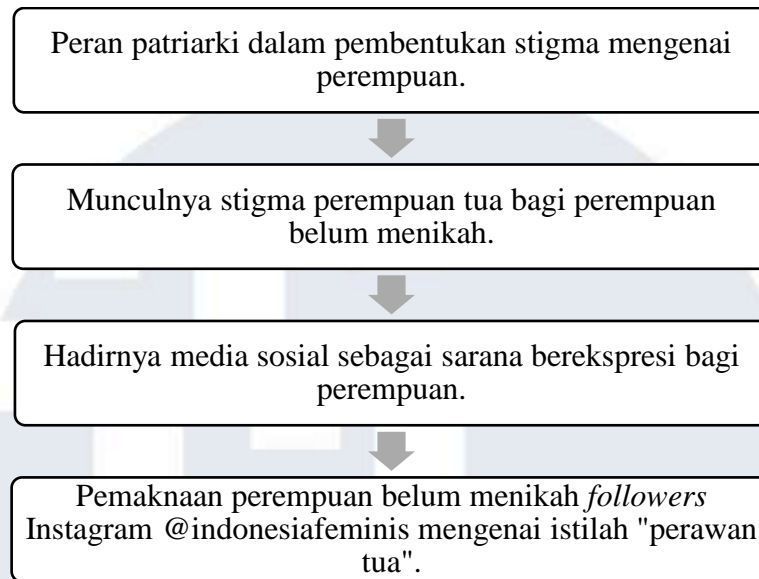 Peran patriarki dalam pembentukan stigma mengenai
perempuan.
Munculnya stigma perempuan tua bagi perempuan
belum menikah.
Hadirnya media sosial sebagai sarana berekspresi bagi
perempuan.
Pemaknaan perempuan belum menikah followers
Instagram @indonesiafeminis mengenai istilah "perawan
tua".